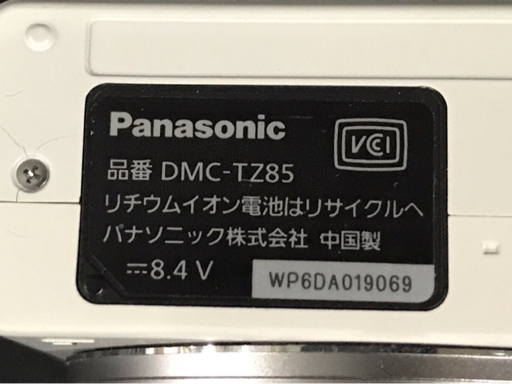 Panasonic
VCCI
品番 DMC-TZ85
リチウムイオン電池はリサイクルへ
パナソニック株式会社 中国製
⎓8.4 V
WP6DA019069